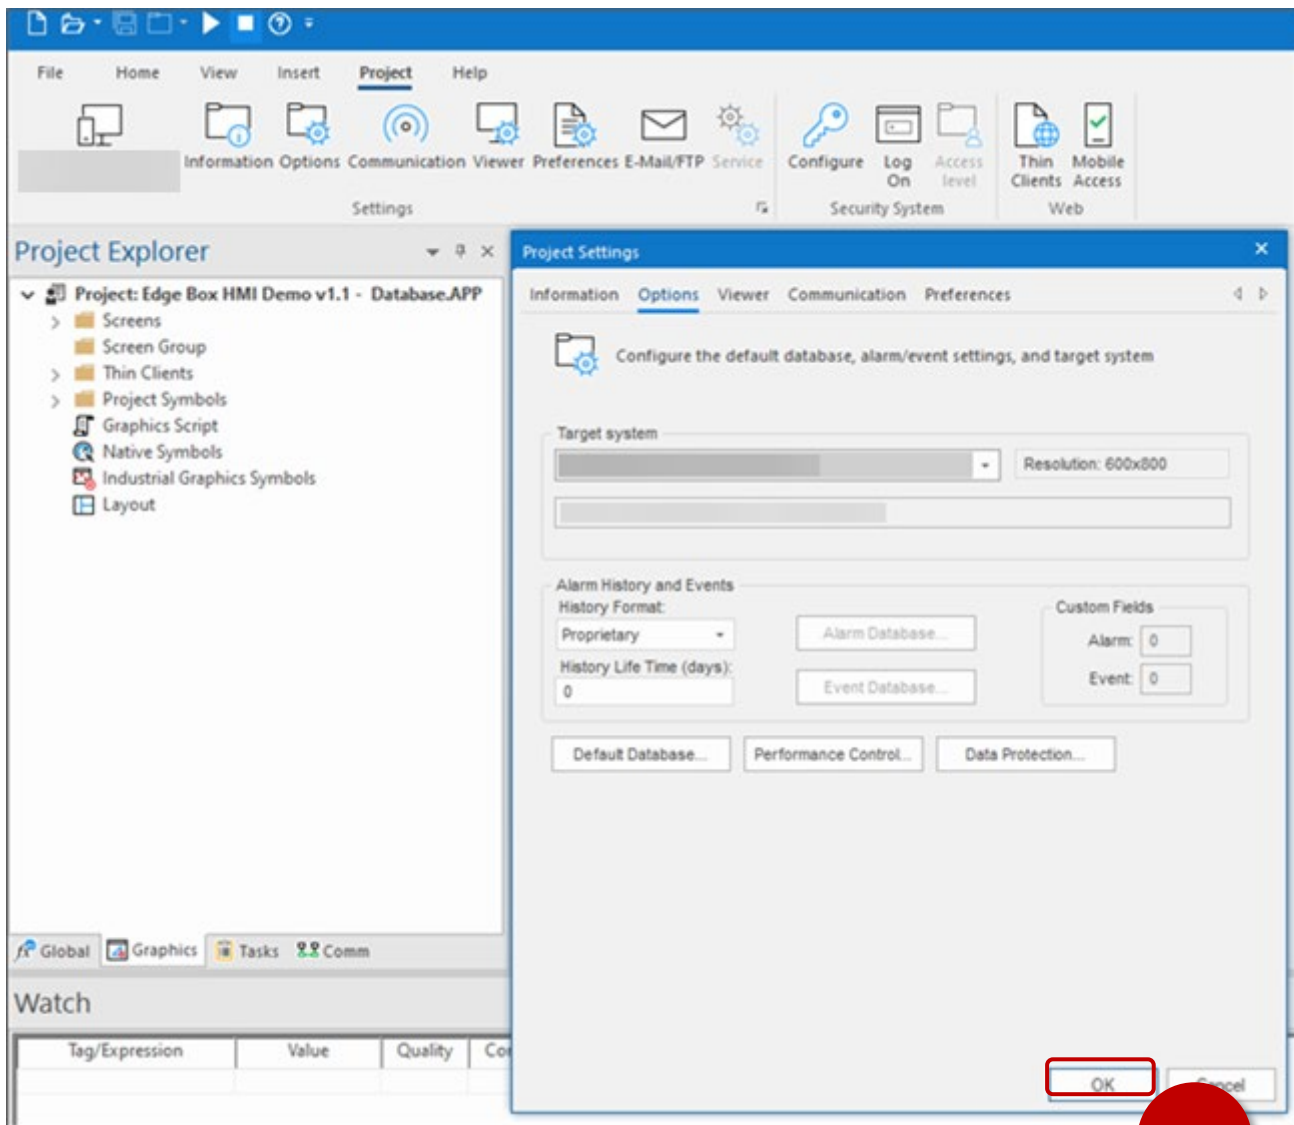 File Home View Insert Project Help
Information Options Communication Viewer Preferences E-Mail/FTP Service Configure Log On Access level Thin Clients Mobile Access
Settings Security System Web
Project Explorer
Project: Edge Box HMI Demo v1.1 - Database.APP
Screens
Screen Group
Thin Clients
Project Symbols
Graphics Script
Native Symbols
Industrial Graphics Symbols
Layout
Global Graphics Tasks Comm
Watch
Tag/Expression Value Quality Co
Project Settings
Information Options Viewer Communication Preferences
Configure the default database, alarm/event settings, and target system
Target system
Resolution: 600x800
Alarm History and Events
History Format:
Proprietary
History Life Time (days):
0
Alarm Database...
Event Database...
Custom Fields
Alarm: 0
Event: 0
Default Database... Performance Control... Data Protection...
OK Cancel